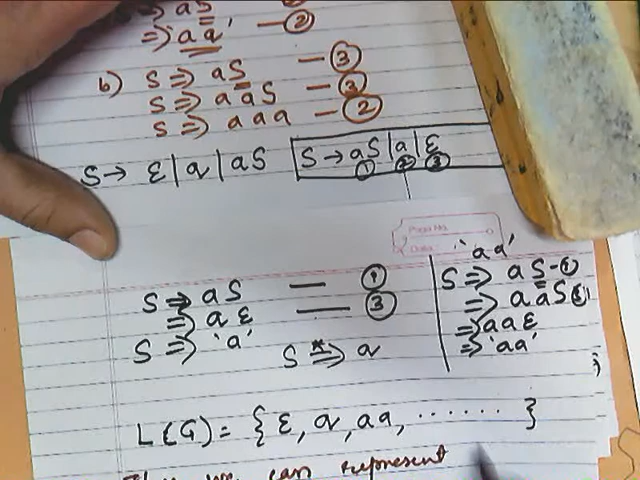 ⇒ aS
⇒ 'aa' — ②
b) S ⇒ aS — ③
S ⇒ aaS — ③
S ⇒ aaa — ②
S → ε | a | aS
S → aS | a | ε
① ② ③
S ⇒ aS — ①
⇒ aε — ③
S ⇒ 'a'
S *⇒ a
'aa'
S ⇒ aS - ①
⇒ aaS ①
⇒ aaε
⇒ 'aa'
L(G) = { ε, a, aa, ....... }
we can represent